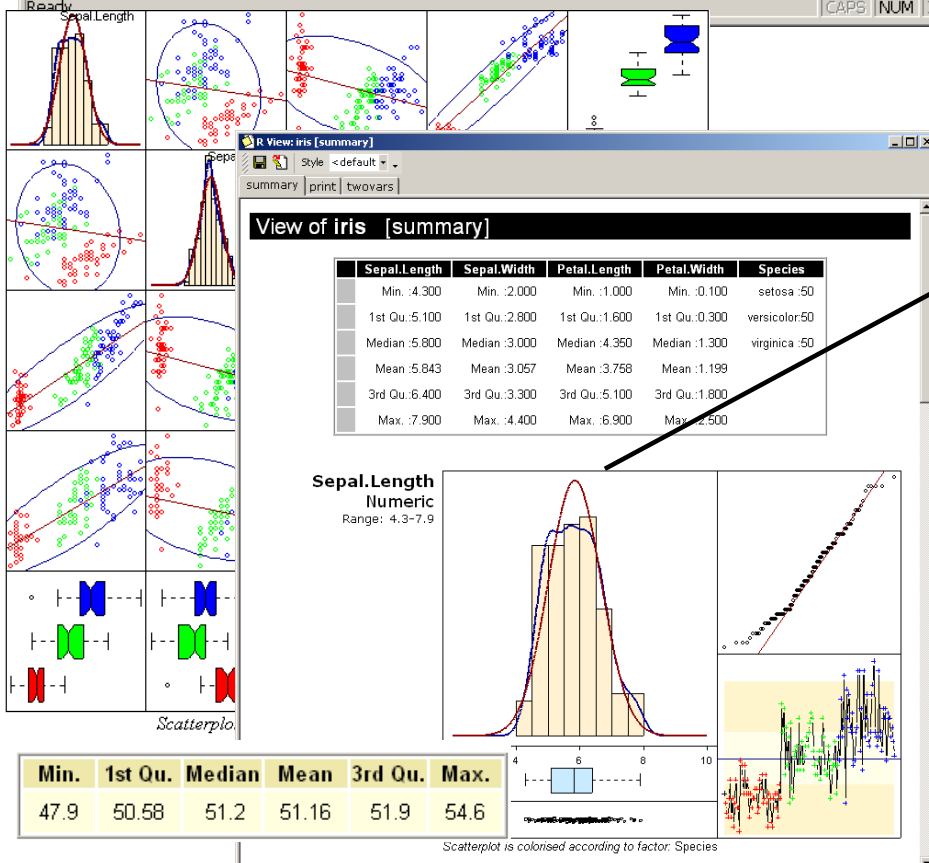 Ready
CAPS NUM
Sepal.Length
R View: iris [summary]
Style <default
summary print twovars
View of iris [summary]
Sepal.Length Sepal.Width Petal.Length Petal.Width Species
Min. :4.300 Min. :2.000 Min. :1.000 Min. :0.100 setosa :50
1st Qu.:5.100 1st Qu.:2.800 1st Qu.:1.600 1st Qu.:0.300 versicolor:50
Median :5.800 Median :3.000 Median :4.350 Median :1.300 virginica :50
Mean :5.843 Mean :3.057 Mean :3.758 Mean :1.199
3rd Qu.:6.400 3rd Qu.:3.300 3rd Qu.:5.100 3rd Qu.:1.800
Max. :7.900 Max. :4.400 Max. :6.900 Max. :2.500
Sepal.Length
Numeric
Range: 4.3-7.9
4 6 8 10
Scatterplot is colorised according to factor: Species
Min. 1st Qu. Median Mean 3rd Qu. Max.
47.9 50.58 51.2 51.16 51.9 54.6